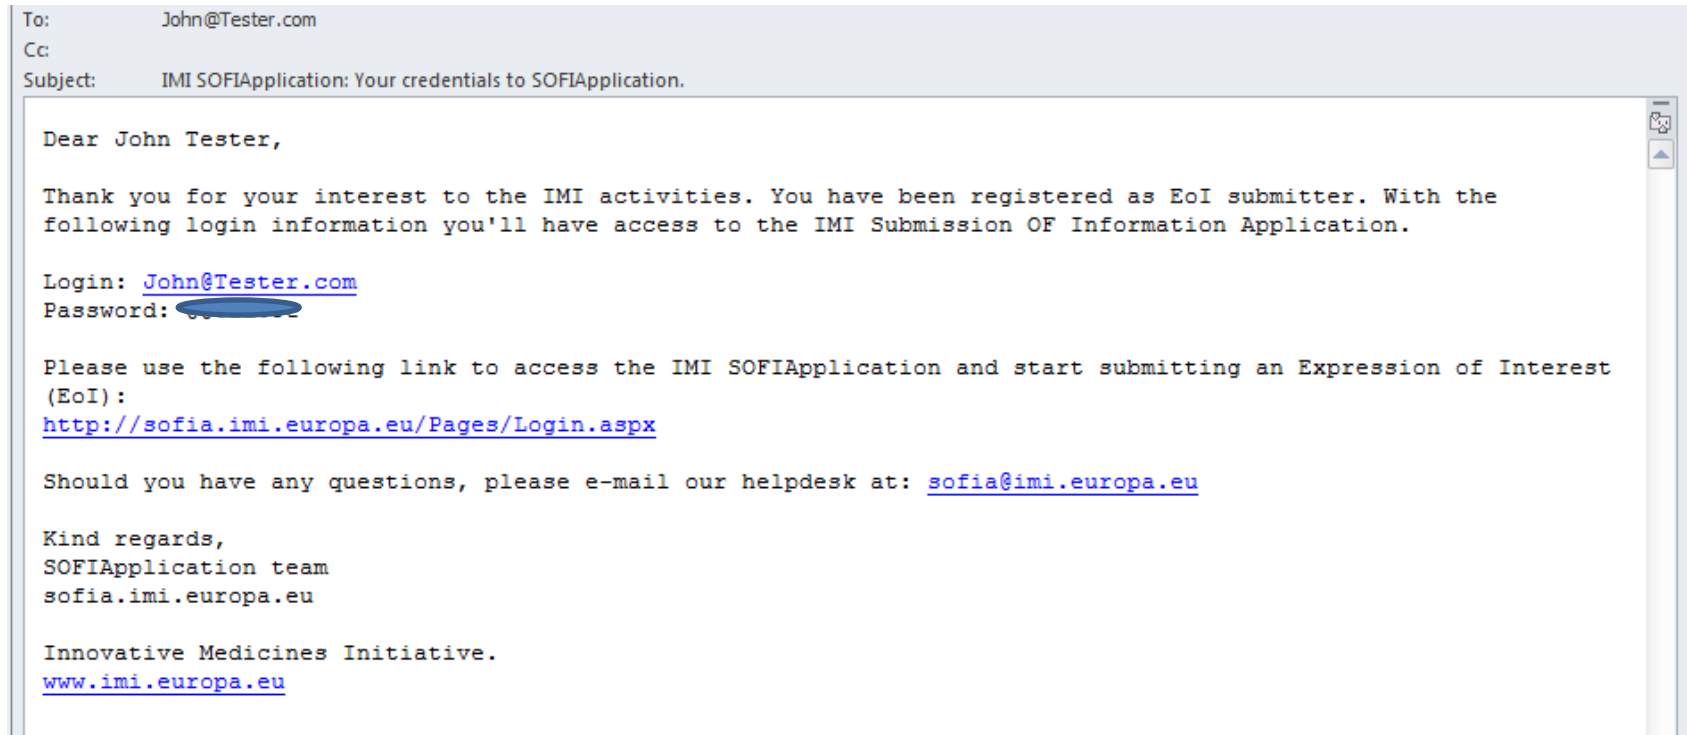 To: John@Tester.com
Cc:
Subject: IMI SOFIApplication: Your credentials to SOFIApplication.
Dear John Tester,
Thank you for your interest to the IMI activities. You have been registered as EoI submitter. With the
following login information you'll have access to the IMI Submission OF Information Application.
Login: John@Tester.com
Password:
Please use the following link to access the IMI SOFIApplication and start submitting an Expression of Interest
(EoI):
http://sofia.imi.europa.eu/Pages/Login.aspx
Should you have any questions, please e-mail our helpdesk at: sofia@imi.europa.eu
Kind regards,
SOFIApplication team
sofia.imi.europa.eu
Innovative Medicines Initiative.
www.imi.europa.eu